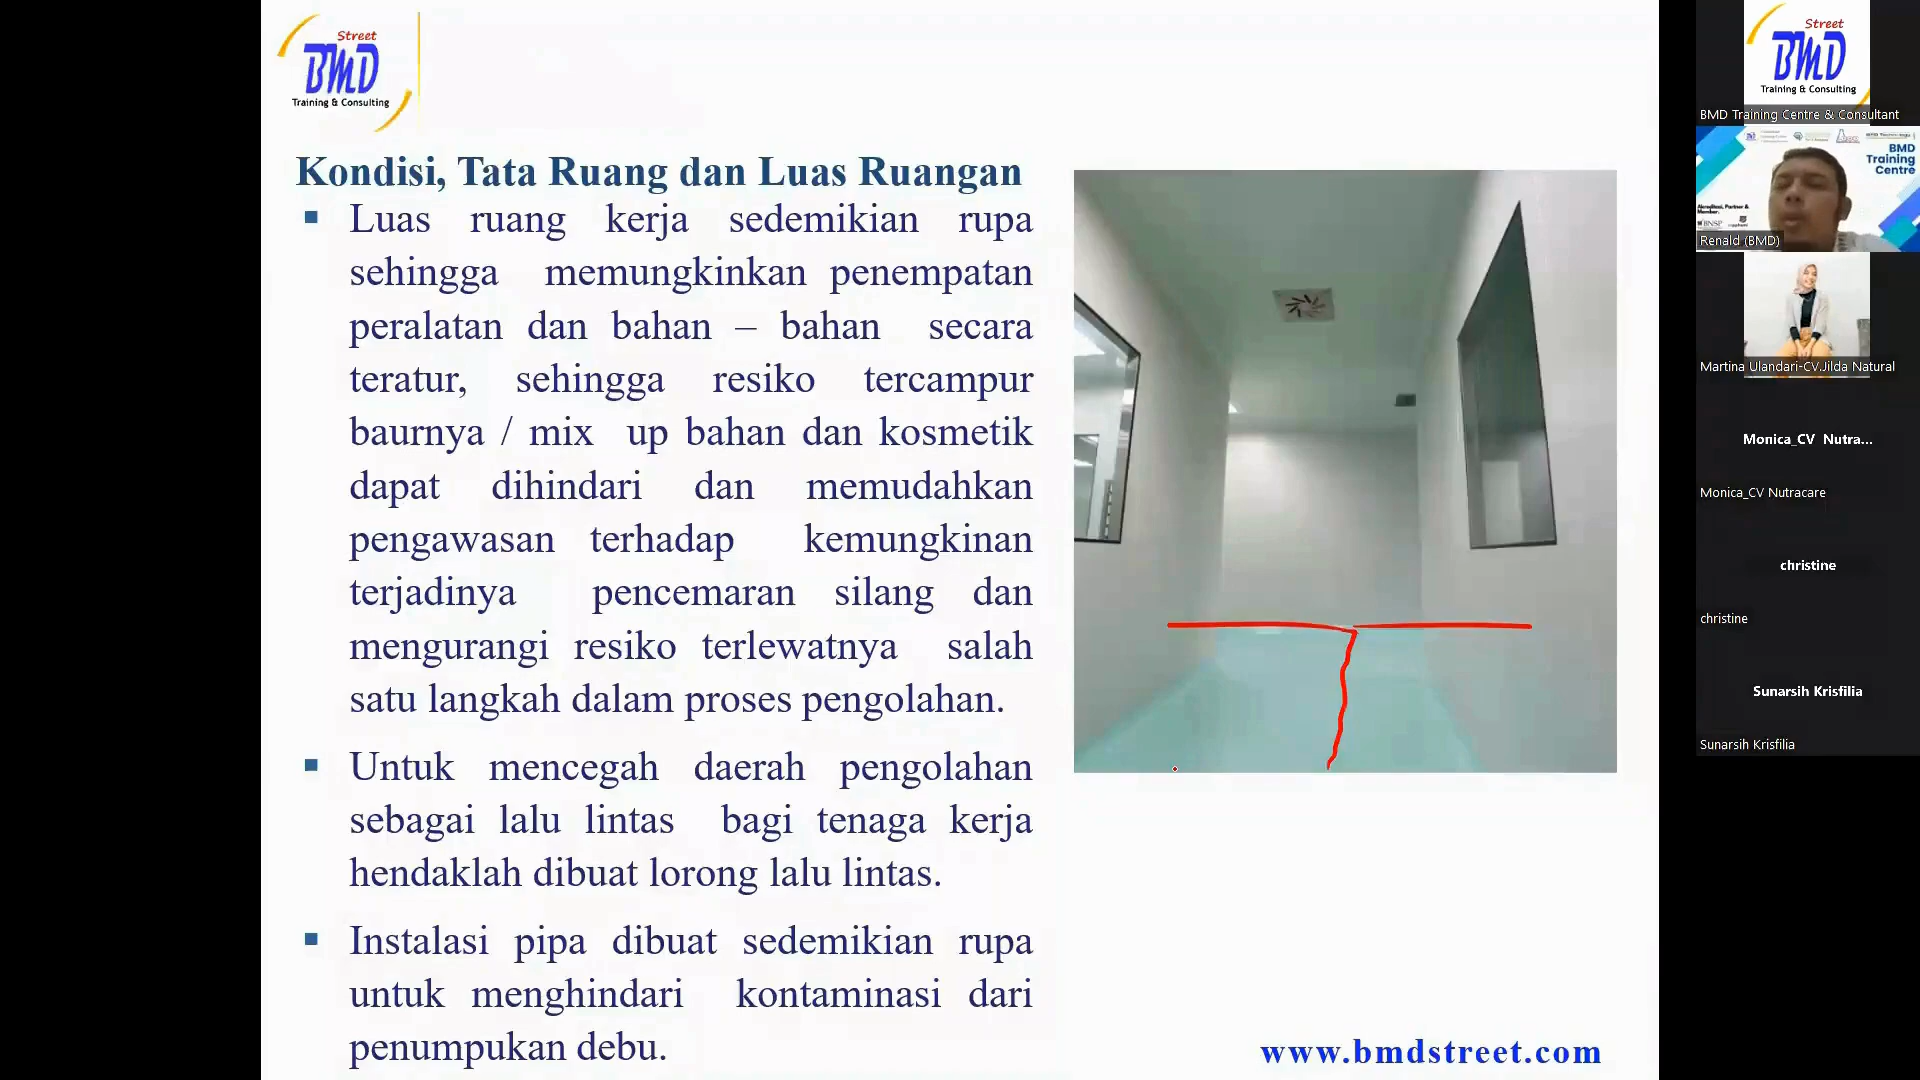 Street
BMD
Training & Consulting
Kondisi, Tata Ruang dan Luas Ruangan
Luas ruang kerja sedemikian rupa
sehingga memungkinkan penempatan
peralatan dan bahan – bahan secara
teratur, sehingga resiko tercampur
baurnya / mix up bahan dan kosmetik
dapat dihindari dan memudahkan
pengawasan terhadap kemungkinan
terjadinya pencemaran silang dan
mengurangi resiko terlewatnya salah
satu langkah dalam proses pengolahan.
Untuk mencegah daerah pengolahan
sebagai lalu lintas bagi tenaga kerja
hendaklah dibuat lorong lalu lintas.
Instalasi pipa dibuat sedemikian rupa
untuk menghindari kontaminasi dari
penumpukan debu.
www.bmdstreet.com
Street
BMD
Training & Consulting
BMD Training Centre & Consultant
BMD
Training
Centre
Akreditasi, Partner &
Member.
BNSP
Renald (BMD)
Martina Ulandari-CV.Jilda Natural
Monica_CV Nutra...
Monica_CV Nutracare
christine
christine
Sunarsih Krisfilia
Sunarsih Krisfilia